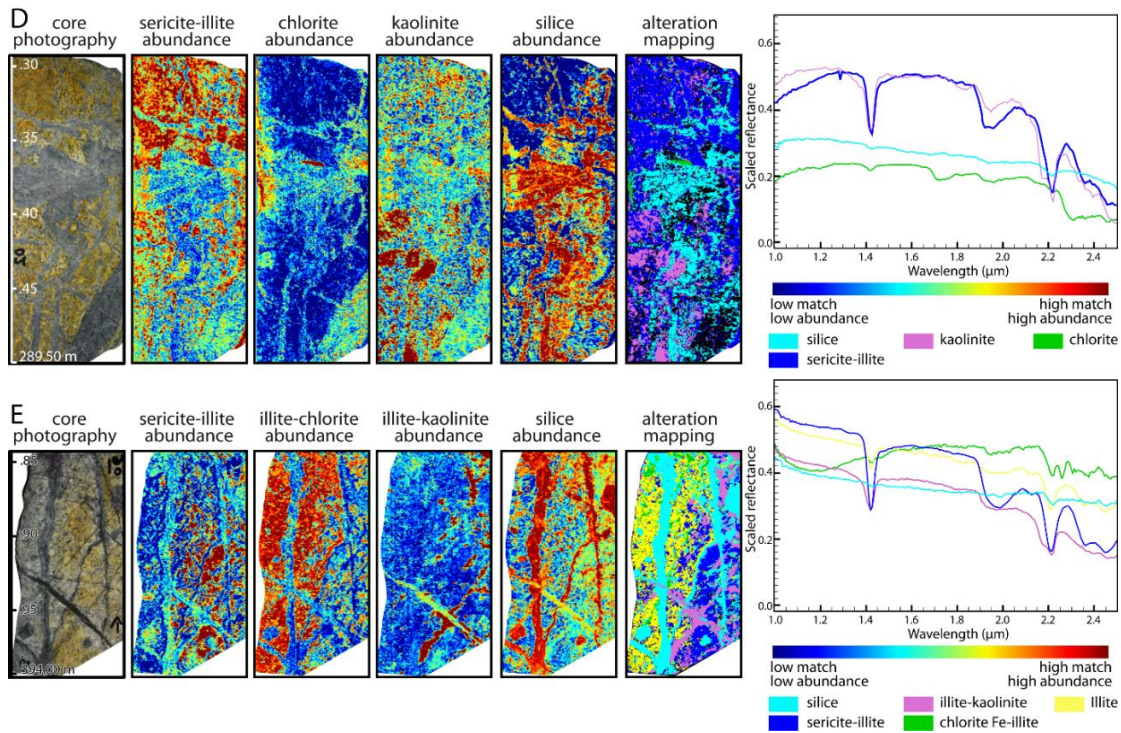 D
core photography
sericite-illite abundance
chlorite abundance
kaolinite abundance
silice abundance
alteration mapping
.30
.35
.40
.45
289.50 m
0.6
0.4
0.2
0.0
Scaled reflectance
1.0 1.2 1.4 1.6 1.8 2.0 2.2 2.4
Wavelength (µm)
low match high match
low abundance high abundance
silice kaolinite chlorite
sericite-illite
E
core photography
sericite-illite abundance
illite-chlorite abundance
illite-kaolinite abundance
silice abundance
alteration mapping
.85
.90
.95
394.00 m
0.6
0.4
0.2
0.0
Scaled reflectance
1.0 1.2 1.4 1.6 1.8 2.0 2.2 2.4
Wavelength (µm)
low match high match
low abundance high abundance
silice illite-kaolinite Illite
sericite-illite chlorite Fe-illite